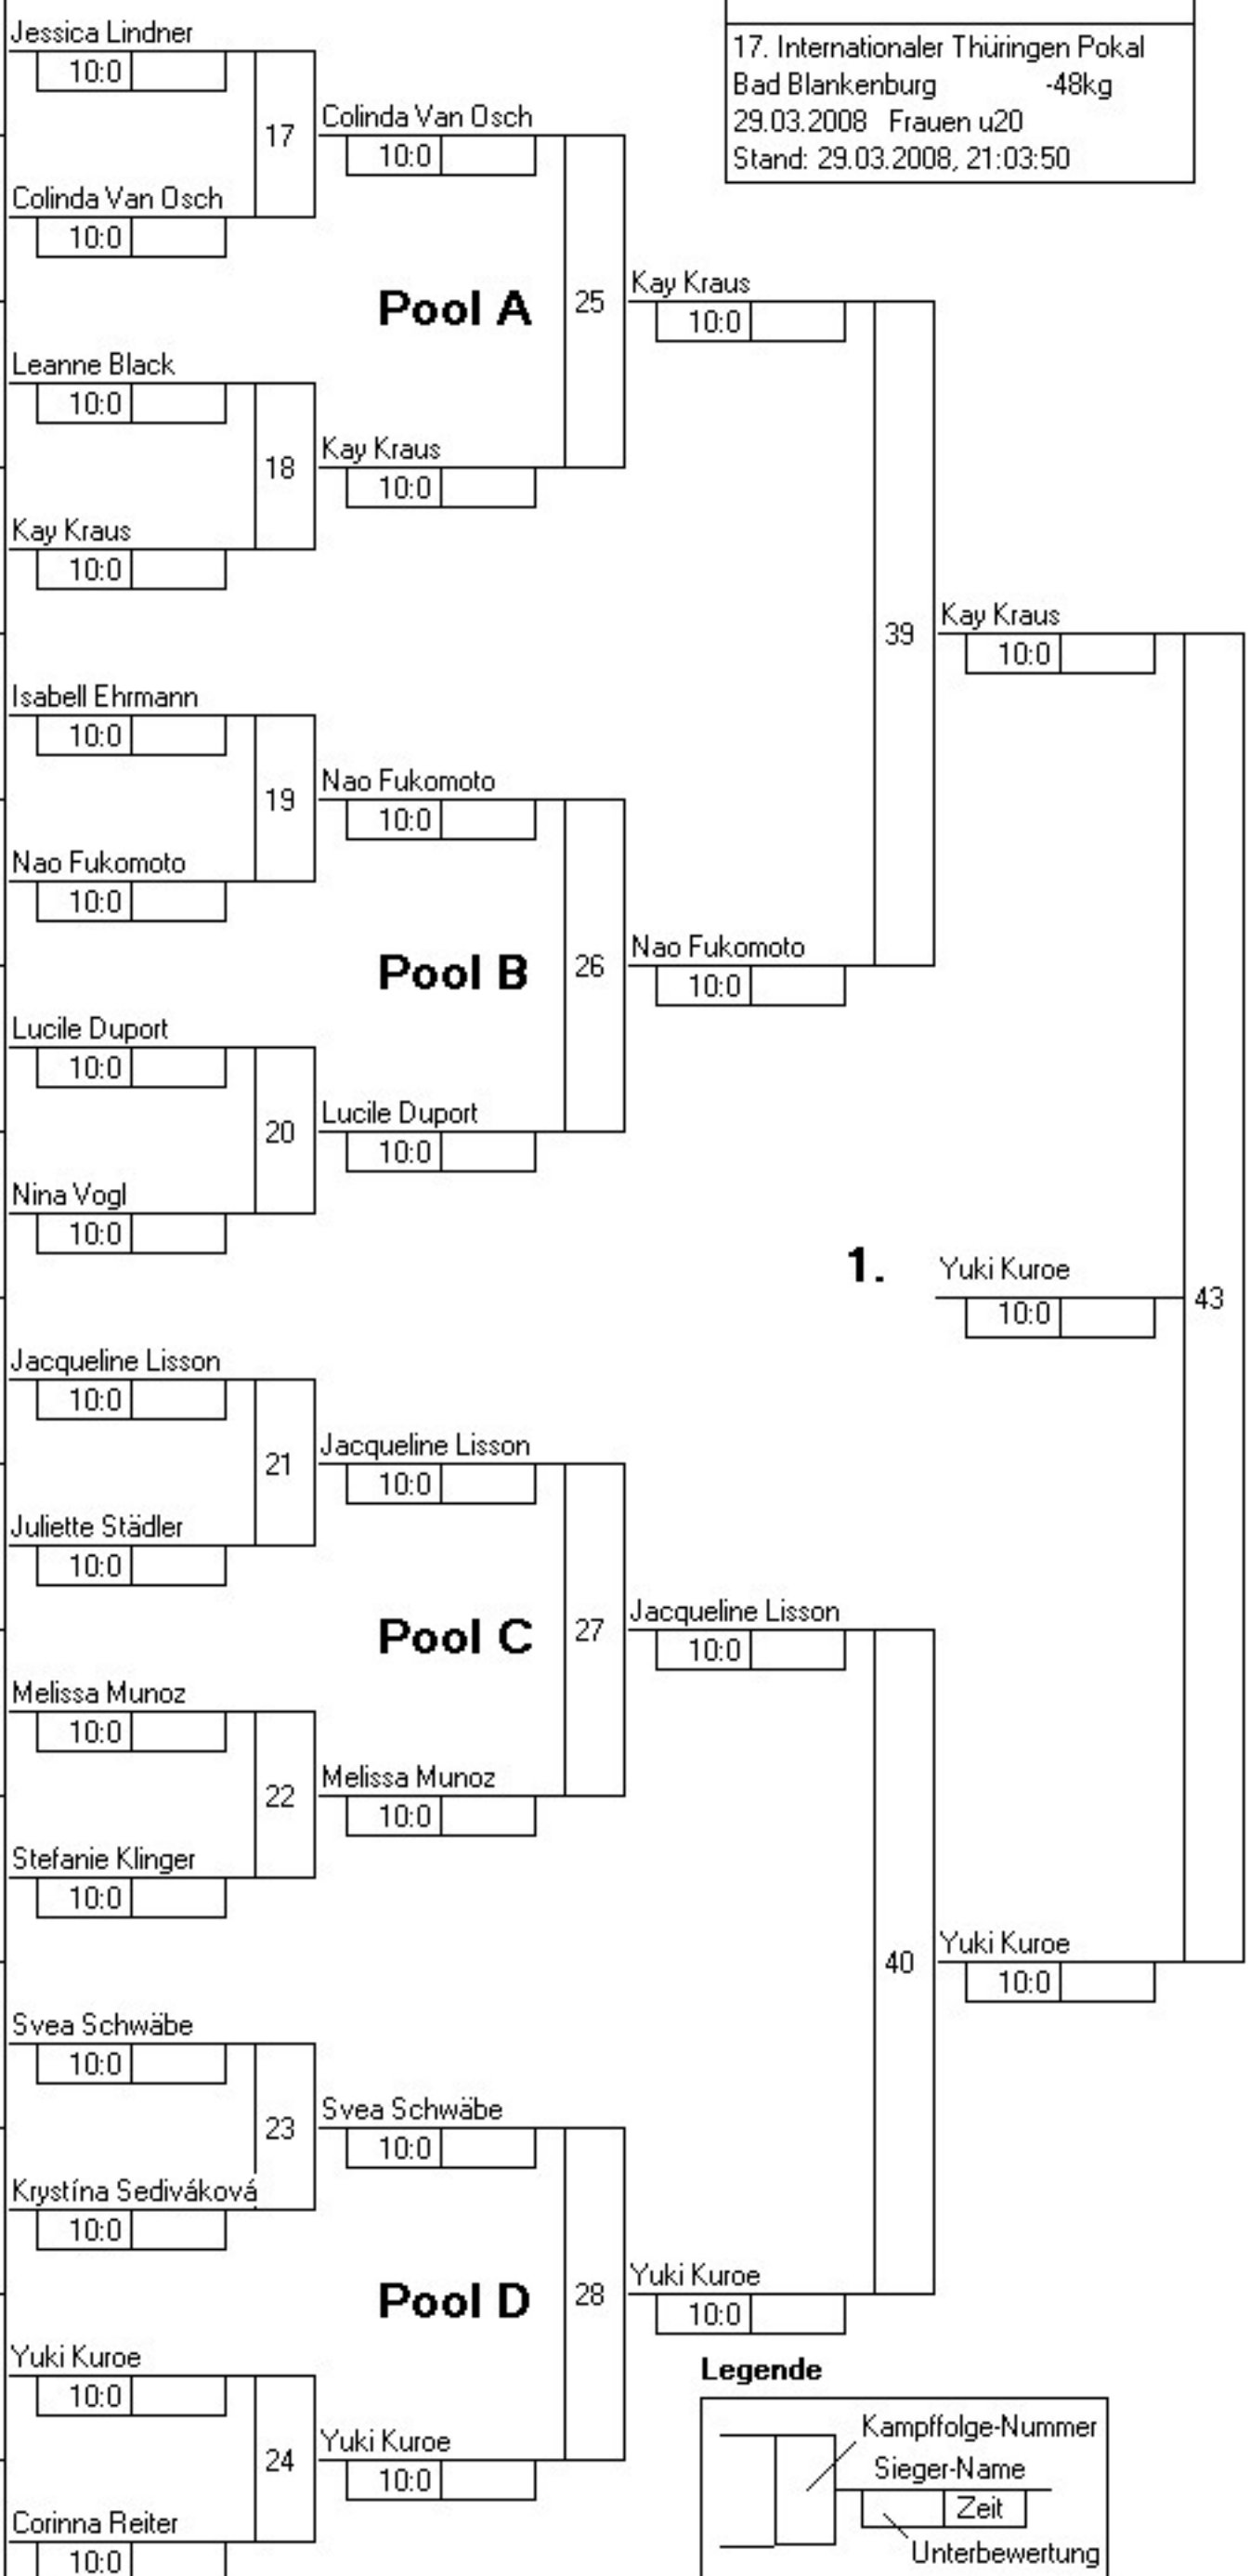 17. Internationaler Thüringen Pokal
Bad Blankenburg -48kg
29.03.2008 Frauen u20
Stand: 29.03.2008, 21:03:50
Jessica Lindner
10:0
17
Colinda Van Osch
10:0
Colinda Van Osch
10:0
Pool A
25
Kay Kraus
10:0
Leanne Black
10:0
18
Kay Kraus
10:0
Kay Kraus
10:0
39
Kay Kraus
10:0
Isabell Ehrmann
10:0
19
Nao Fukomoto
10:0
Nao Fukomoto
10:0
Pool B
26
Nao Fukomoto
10:0
Lucile Duport
10:0
20
Lucile Duport
10:0
Nina Vogl
10:0
1.
Yuki Kuroe
10:0
43
Jacqueline Lisson
10:0
21
Jacqueline Lisson
10:0
Juliette Städler
10:0
Pool C
27
Jacqueline Lisson
10:0
Melissa Munoz
10:0
22
Melissa Munoz
10:0
Stefanie Klinger
10:0
40
Yuki Kuroe
10:0
Svea Schwäbe
10:0
23
Svea Schwäbe
10:0
Krystína Sediváková
10:0
Pool D
28
Yuki Kuroe
10:0
Yuki Kuroe
10:0
24
Yuki Kuroe
10:0
Corinna Reiter
10:0
Legende
Kampffolge-Nummer
Sieger-Name
Zeit
Unterbewertung